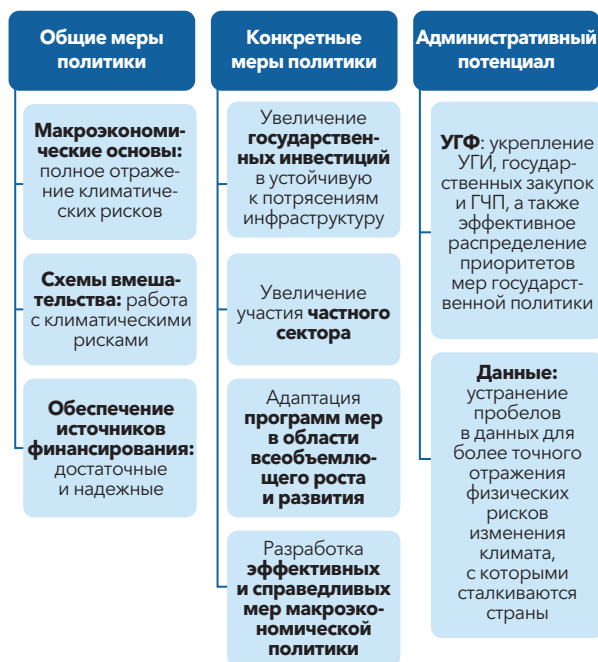 Общие меры
политики
Макроэкономи-
ческие основы:
полное отраже-
ние климатиче-
ских рисков
Схемы вмеша-
тельства: работа
с климатическими
рисками
Обеспечение
источников
финансирования:
достаточные
и надежные
Конкретные
меры политики
Увеличение
государствен-
ных инвестиций
в устойчивую
к потрясениям
инфраструктуру
Увеличение
участия частного
сектора
Адаптация
программ мер
в области
всеобъемлю-
щего роста
и развития
Разработка
эффективных
и справедливых
мер макроэко-
номической
политики
Административный
потенциал
УГФ: укрепление
УГИ, государ-
ственных закупок
и ГЧП, а также
эффективное
распределение
приоритетов
мер государст-
венной политики
Данные:
устранение
пробелов
в данных для
более точного
отражения
физических
рисков
изменения
климата,
с которыми
сталкиваются
страны